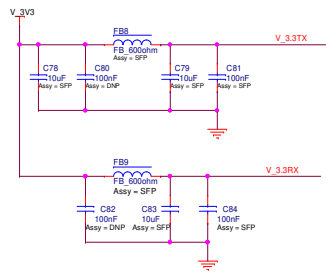 V_3V3
FB8
V_3.3TX
FB_600ohm
Assy = SFP
C78 C80 C79 C81
10uF 100nF 10uF 100nF
Assy = SFP Assy = DNP Assy = SFP Assy = SFP
FB9
V_3.3RX
FB_600ohm
Assy = SFP
C82 C83 C84
100nF 10uF 100nF
Assy = DNP Assy = SFP Assy = SFP